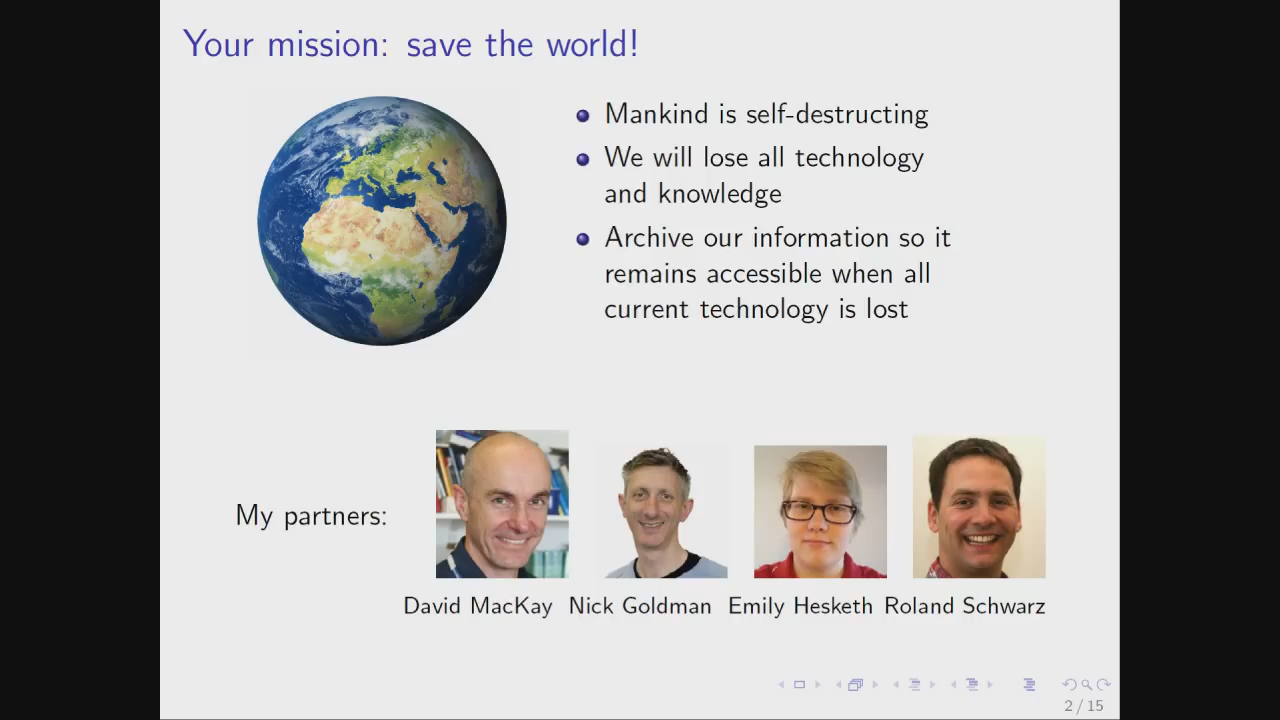 Your mission: save the world!
Mankind is self-destructing
We will lose all technology
and knowledge
Archive our information so it
remains accessible when all
current technology is lost
My partners:
David MacKay Nick Goldman Emily Hesketh Roland Schwarz
2 / 15